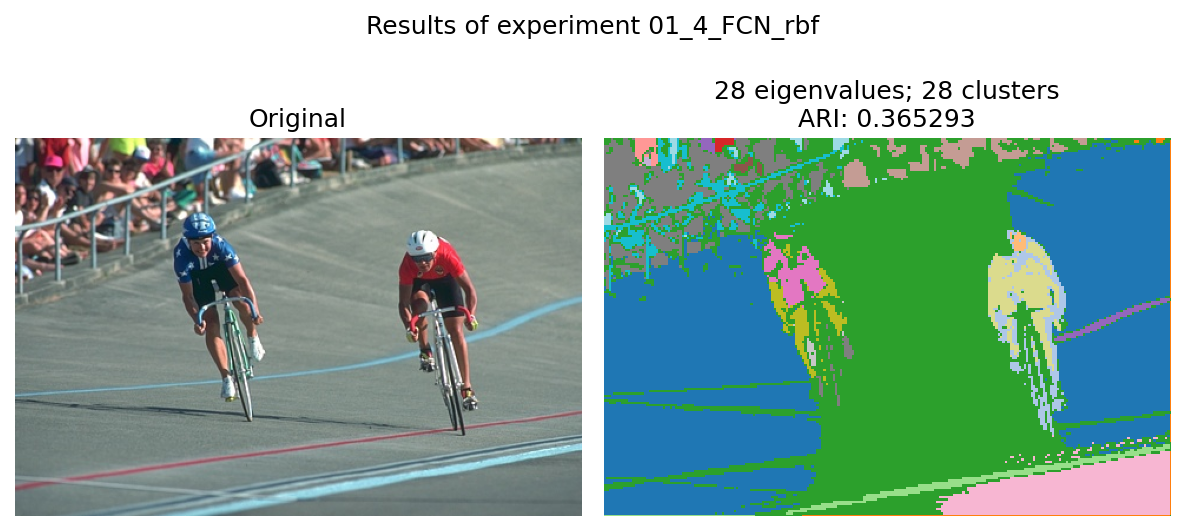 Results of experiment 01_4_FCN_rbf
Original
28 eigenvalues; 28 clusters
ARI: 0.365293